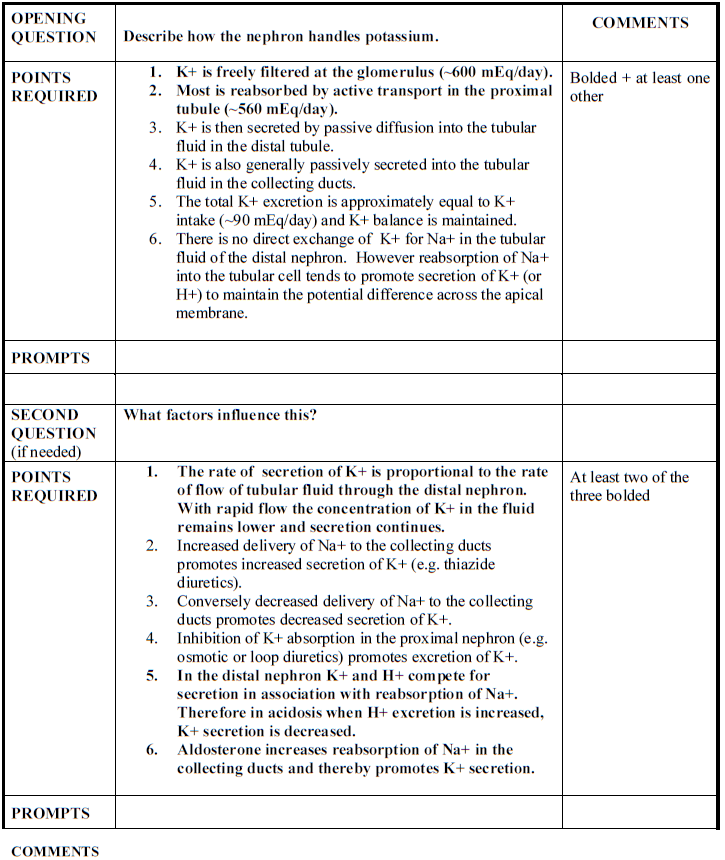 OPENING QUESTION
Describe how the nephron handles potassium.
COMMENTS
POINTS REQUIRED
1. K+ is freely filtered at the glomerulus (~600 mEq/day).
2. Most is reabsorbed by active transport in the proximal
tubule (~560 mEq/day).
3. K+ is then secreted by passive diffusion into the tubular
fluid in the distal tubule.
4. K+ is also generally passively secreted into the tubular
fluid in the collecting ducts.
5. The total K+ excretion is approximately equal to K+
intake (~90 mEq/day) and K+ balance is maintained.
6. There is no direct exchange of K+ for Na+ in the tubular
fluid of the distal nephron. However reabsorption of Na+
into the tubular cell tends to promote secretion of K+ (or
H+) to maintain the potential difference across the apical
membrane.
Bolded + at least one
other
PROMPTS
SECOND
QUESTION
(if needed)
What factors influence this?
POINTS
REQUIRED
1. The rate of secretion of K+ is proportional to the rate
of flow of tubular fluid through the distal nephron.
With rapid flow the concentration of K+ in the fluid
remains lower and secretion continues.
2. Increased delivery of Na+ to the collecting ducts
promotes increased secretion of K+ (e.g. thiazide
diuretics).
3. Conversely decreased delivery of Na+ to the collecting
ducts promotes decreased secretion of K+.
4. Inhibition of K+ absorption in the proximal nephron (e.g.
osmotic or loop diuretics) promotes excretion of K+.
5. In the distal nephron K+ and H+ compete for
secretion in association with reabsorption of Na+.
Therefore in acidosis when H+ excretion is increased,
K+ secretion is decreased.
6. Aldosterone increases reabsorption of Na+ in the
collecting ducts and thereby promotes K+ secretion.
At least two of the
three bolded
PROMPTS
COMMENTS